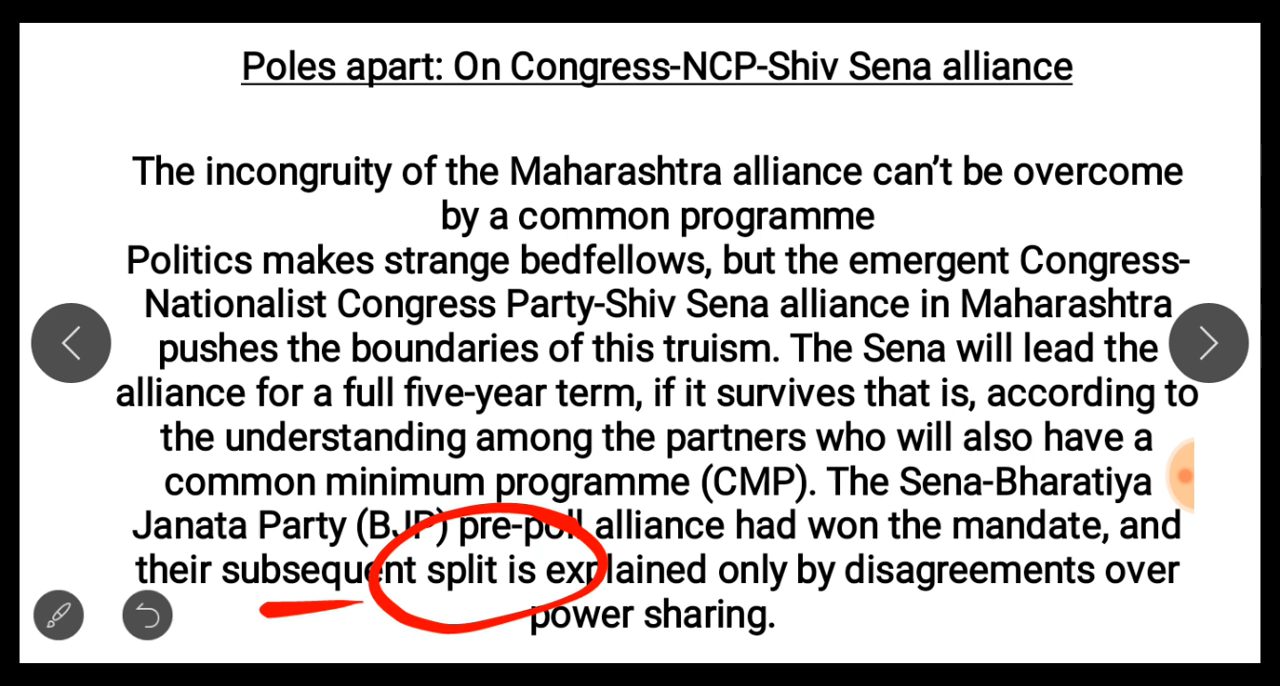 Poles apart: On Congress-NCP-Shiv Sena alliance
The incongruity of the Maharashtra alliance can’t be overcome
by a common programme
Politics makes strange bedfellows, but the emergent Congress-
Nationalist Congress Party-Shiv Sena alliance in Maharashtra
pushes the boundaries of this truism. The Sena will lead the
alliance for a full five-year term, if it survives that is, according to
the understanding among the partners who will also have a
common minimum programme (CMP). The Sena-Bharatiya
Janata Party (BJP) pre-poll alliance had won the mandate, and
their subsequent split is explained only by disagreements over
power sharing.